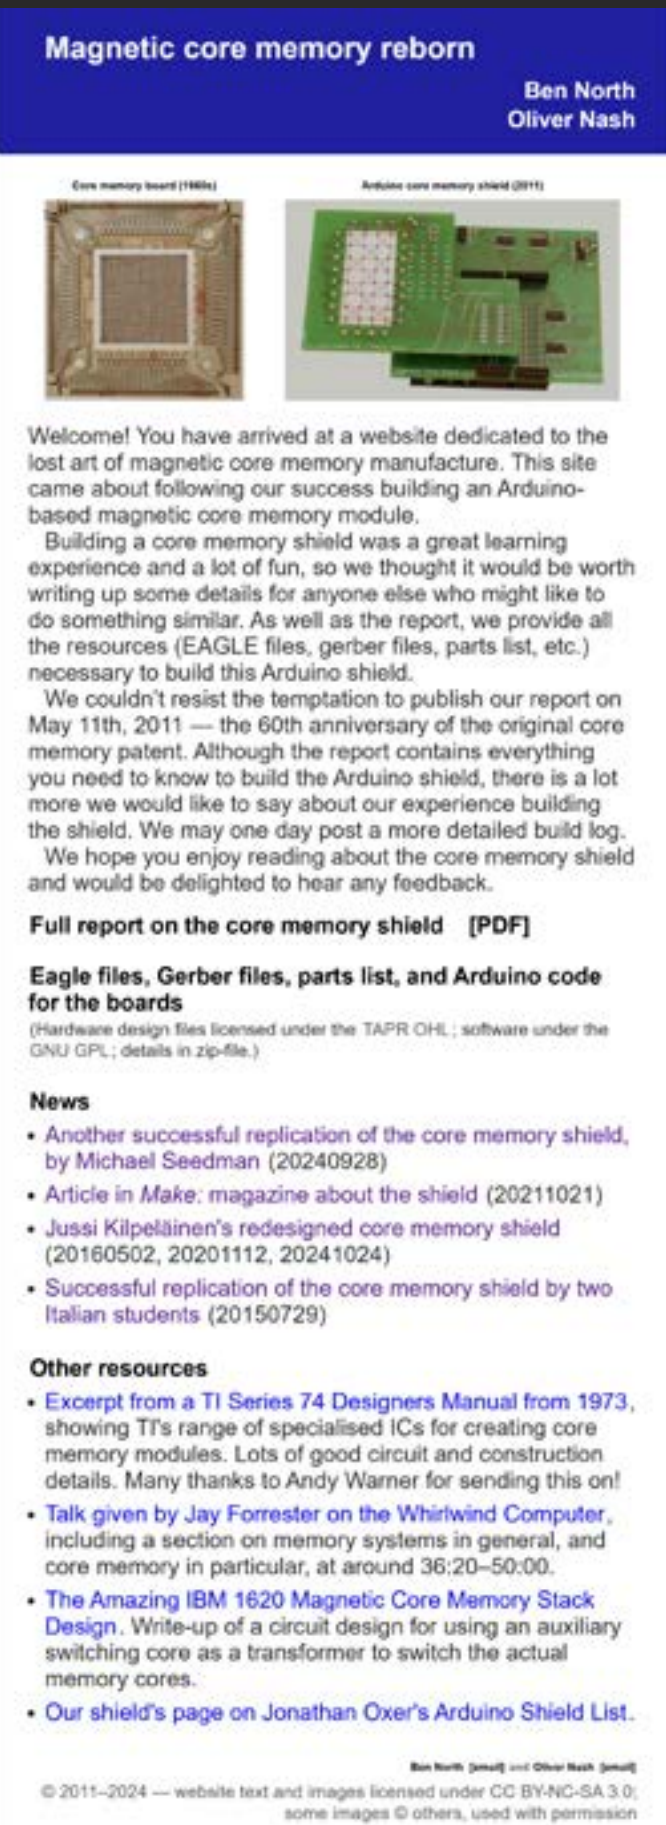 Magnetic core memory reborn
Ben North
Oliver Nash
Core memory board (1960s)
Arduino core memory shield (2011)
Welcome! You have arrived at a website dedicated to the
lost art of magnetic core memory manufacture. This site
came about following our success building an Arduino-
based magnetic core memory module.
Building a core memory shield was a great learning
experience and a lot of fun, so we thought it would be worth
writing up some details for anyone else who might like to
do something similar. As well as the report, we provide all
the resources (EAGLE files, gerber files, parts list, etc.)
necessary to build this Arduino shield.
We couldn't resist the temptation to publish our report on
May 11th, 2011 — the 60th anniversary of the original core
memory patent. Although the report contains everything
you need to know to build the Arduino shield, there is a lot
more we would like to say about our experience building
the shield. We may one day post a more detailed build log.
We hope you enjoy reading about the core memory shield
and would be delighted to hear any feedback.
Full report on the core memory shield [PDF]
Eagle files, Gerber files, parts list, and Arduino code
for the boards
(Hardware design files licensed under the TAPR OHL; software under the
GNU GPL; details in zip-file.)
News
• Another successful replication of the core memory shield,
by Michael Seedman (20240928)
• Article in Make: magazine about the shield (20211021)
• Jussi Kilpeläinen's redesigned core memory shield
(20160502, 20201112, 20241024)
• Successful replication of the core memory shield by two
Italian students (20150729)
Other resources
• Excerpt from a TI Series 74 Designers Manual from 1973,
showing TI's range of specialised ICs for creating core
memory modules. Lots of good circuit and construction
details. Many thanks to Andy Warner for sending this on!
• Talk given by Jay Forrester on the Whirlwind Computer,
including a section on memory systems in general, and
core memory in particular, at around 36:20–50:00.
• The Amazing IBM 1620 Magnetic Core Memory Stack
Design. Write-up of a circuit design for using an auxiliary
switching core as a transformer to switch the actual
memory cores.
• Our shield's page on Jonathan Oxer's Arduino Shield List.
Ben North [email] and Oliver Nash [email]
© 2011–2024 — website text and images licensed under CC BY-NC-SA 3.0;
some images © others, used with permission